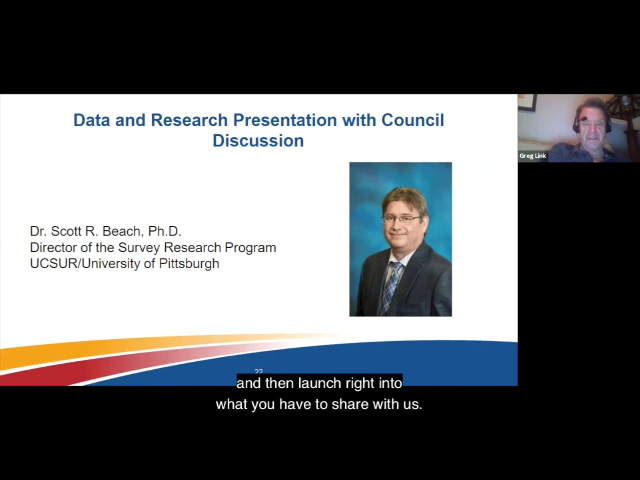 Data and Research Presentation with Council
Discussion
Dr. Scott R. Beach, Ph.D.
Director of the Survey Research Program
UCSUR/University of Pittsburgh
Greg Link
22
and then launch right into
what you have to share with us.